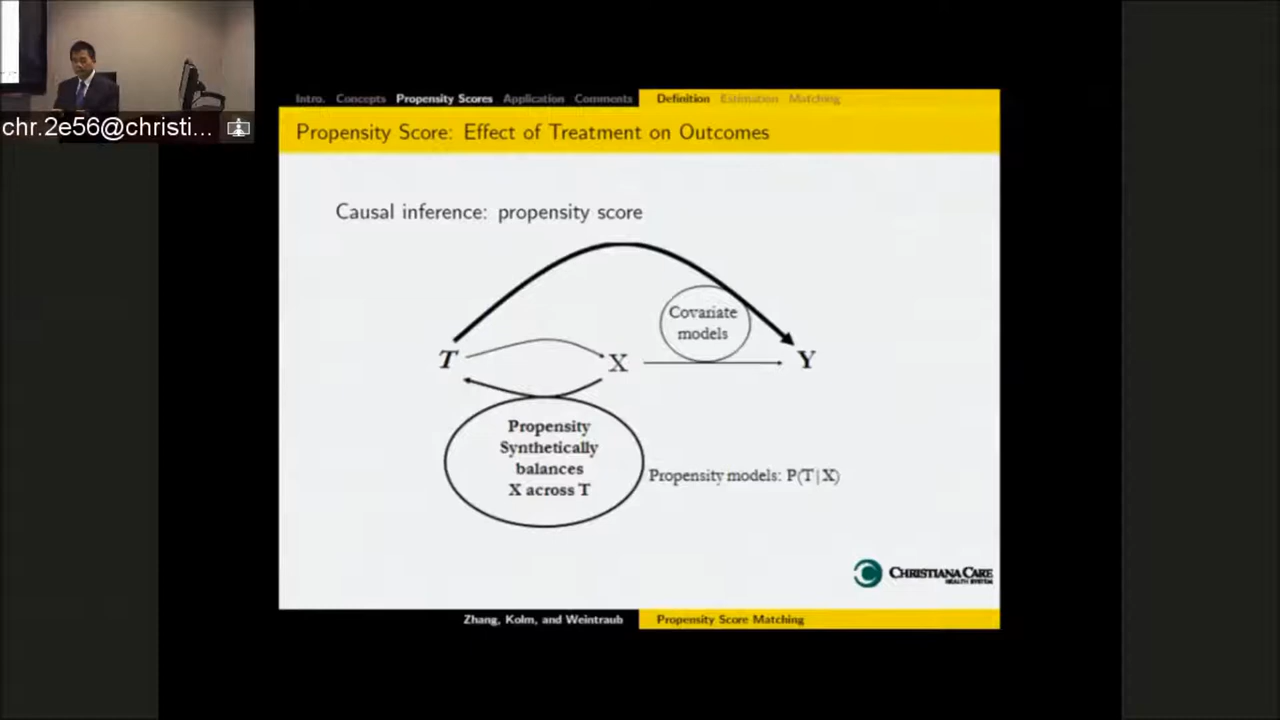 chr.2e56@christi...
Intro. Concepts Propensity Scores Application Comments Definition Estimation Matching
Propensity Score: Effect of Treatment on Outcomes
Causal inference: propensity score
Covariate
models
T X Y
Propensity
Synthetically
balances
X across T
Propensity models: P(T|X)
CHRISTIANA CARE
HEALTH SYSTEM
Zhang, Kolm, and Weintraub Propensity Score Matching